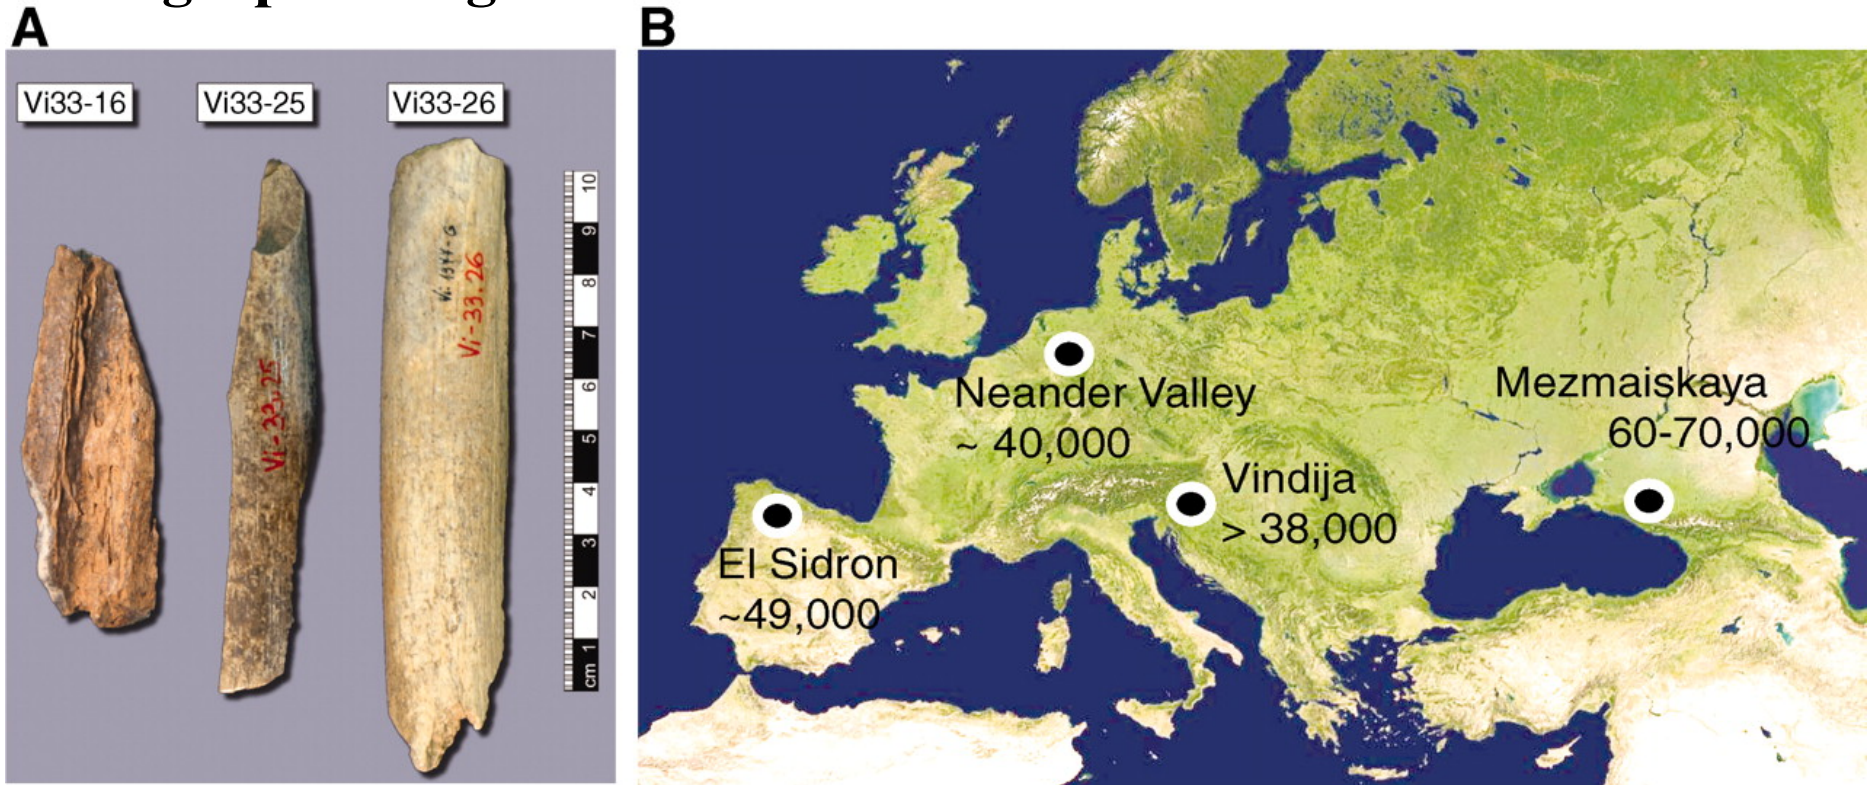 A
Vi33-16
Vi33-25
Vi33-26
Vi-33.25
Vi-33.26
10
9
8
7
6
5
4
3
2
cm 1
B
Neander Valley
~ 40,000
Mezmaiskaya
60-70,000
Vindija
> 38,000
El Sidron
~49,000